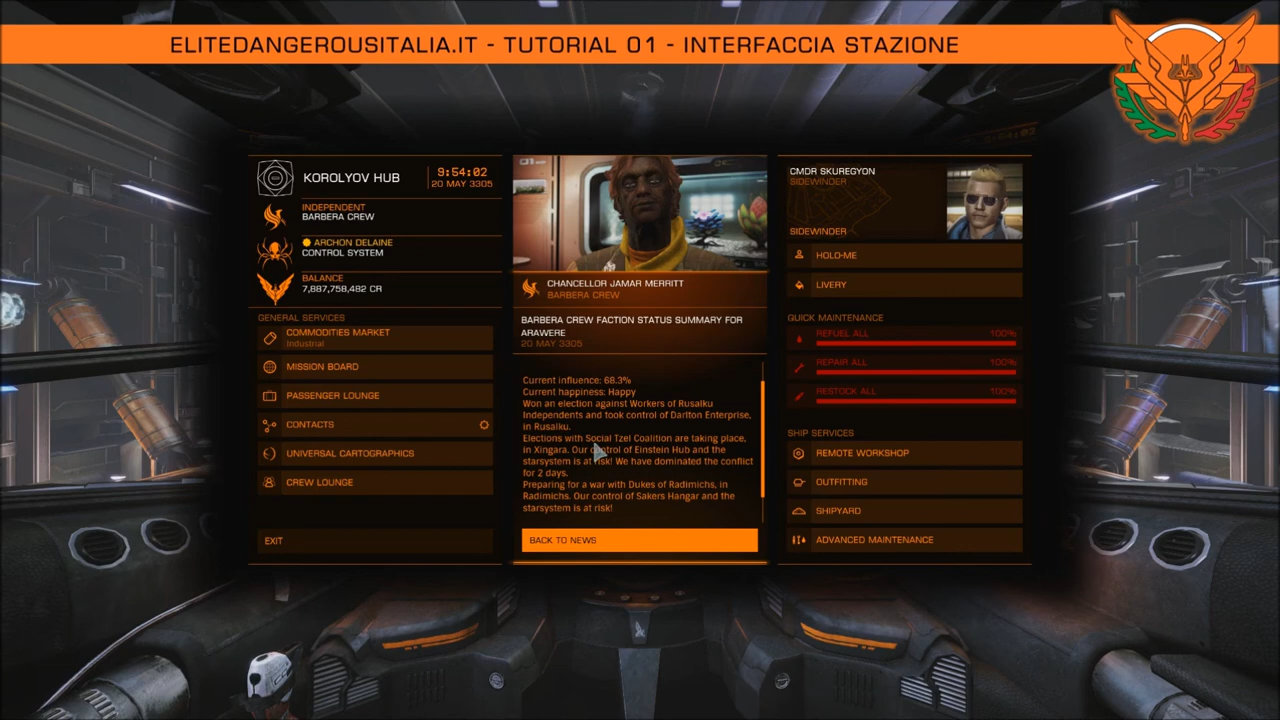 ELITEDANGEROUSITALIA.IT - TUTORIAL 01 - INTERFACCIA STAZIONE
KOROLYOV HUB
9:54:02
20 MAY 3305
INDEPENDENT
BARBERA CREW
ARCHON DELAINE
CONTROL SYSTEM
BALANCE
7,887,758,482 CR
GENERAL SERVICES
COMMODITIES MARKET
Industrial
MISSION BOARD
PASSENGER LOUNGE
CONTACTS
UNIVERSAL CARTOGRAPHICS
CREW LOUNGE
EXIT
CHANCELLOR JAMAR MERRITT
BARBERA CREW
BARBERA CREW FACTION STATUS SUMMARY FOR
ARAWERE
20 MAY 3305
Current influence: 68.3%
Current happiness: Happy
Won an election against Workers of Rusalku
Independents and took control of Darlton Enterprise,
in Rusalku.
Elections with Social Tzel Coalition are taking place,
in Xingara. Our control of Einstein Hub and the
starsystem is at risk! We have dominated the conflict
for 2 days.
Preparing for a war with Dukes of Radimichs, in
Radimichs. Our control of Sakers Hangar and the
starsystem is at risk!
BACK TO NEWS
CMDR SKUREGYON
SIDEWINDER
SIDEWINDER
HOLD-ME
LIVERY
QUICK MAINTENANCE
REFUEL ALL 100%
REPAIR ALL 100%
RESTOCK ALL 100%
SHIP SERVICES
REMOTE WORKSHOP
OUTFITTING
SHIPYARD
ADVANCED MAINTENANCE